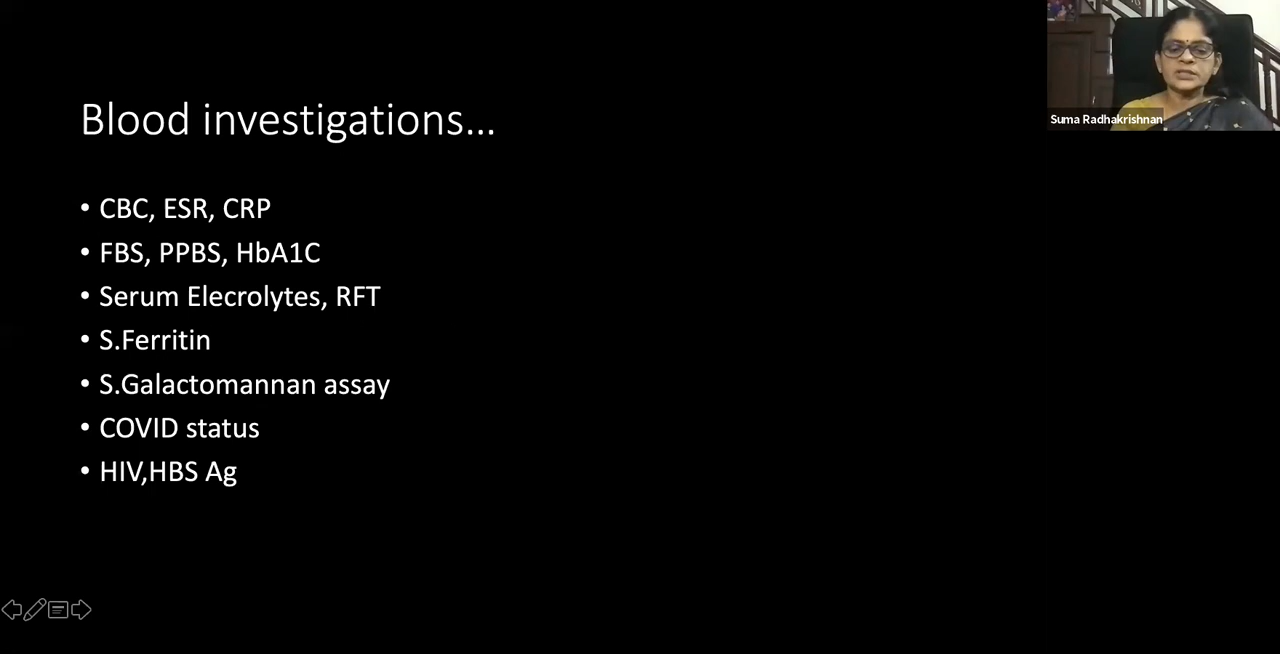 Blood investigations...
• CBC, ESR, CRP
• FBS, PPBS, HbA1C
• Serum Elecrolytes, RFT
• S.Ferritin
• S.Galactomannan assay
• COVID status
• HIV,HBS Ag
Suma Radhakrishnan